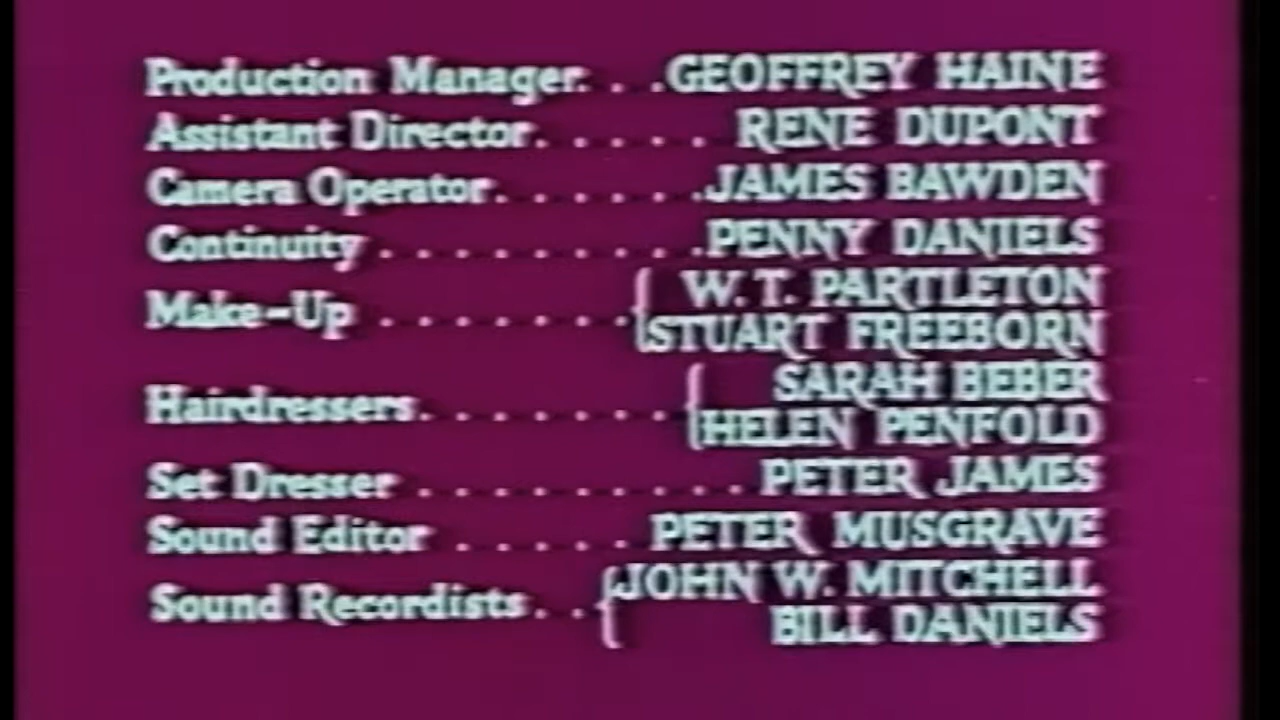 Production Manager. . .GEOFFREY HAINE
Assistant Director. . . . . . RENE DUPONT
Camera Operator. . . . . . .JAMES BAWDEN
Continuity . . . . . . . . . .PENNY DANIELS
Make-Up . . . . . . . . { W. T. PARTLETON
STUART FREEBORN
Hairdressers. . . . . . . . { SARAH BEBER
HELEN PENFOLD
Set Dresser . . . . . . . . . . PETER JAMES
Sound Editor . . . . . . PETER MUSGRAVE
Sound Recordists. . . { JOHN W. MITCHELL
BILL DANIELS